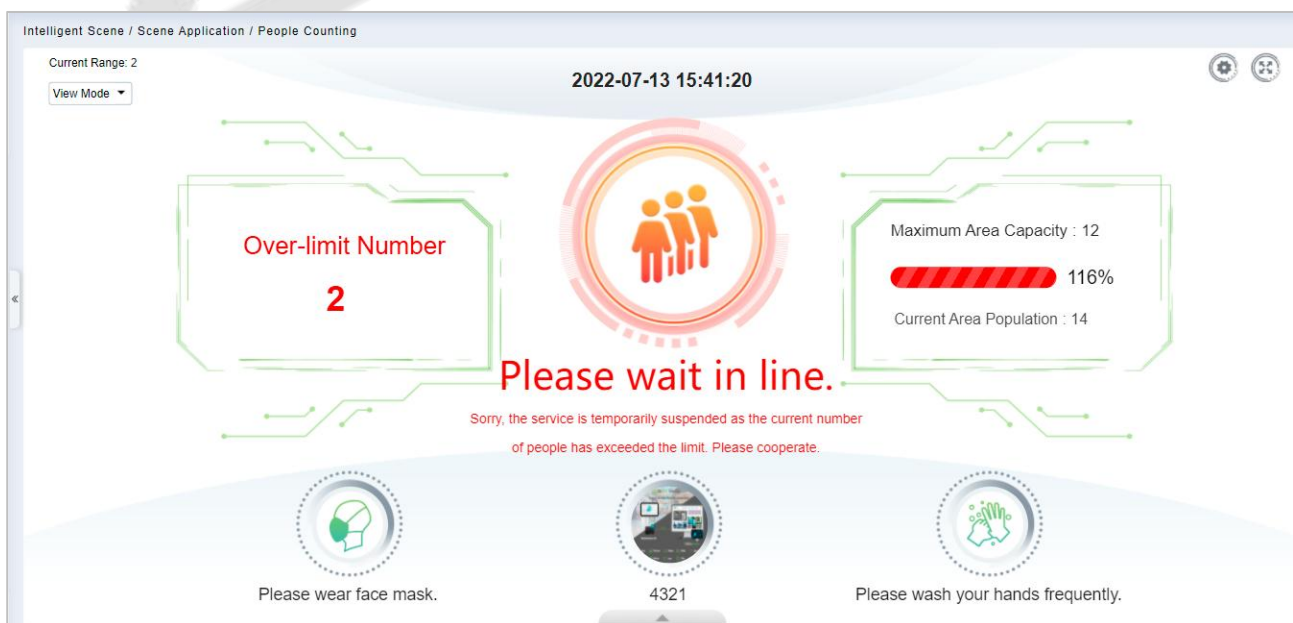 Intelligent Scene / Scene Application / People Counting
Current Range: 2
View Mode
2022-07-13 15:41:20
Over-limit Number
2
Maximum Area Capacity : 12
116%
Current Area Population : 14
Please wait in line.
Sorry, the service is temporarily suspended as the current number
of people has exceeded the limit. Please cooperate.
Please wear face mask.
4321
Please wash your hands frequently.